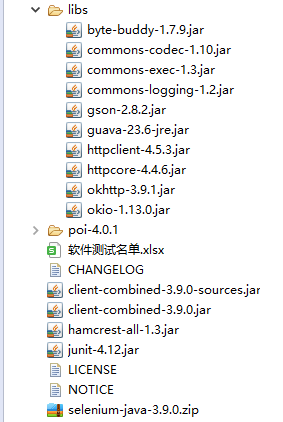 libs
byte-buddy-1.7.9.jar
commons-codec-1.10.jar
commons-exec-1.3.jar
commons-logging-1.2.jar
gson-2.8.2.jar
guava-23.6-jre.jar
httpclient-4.5.3.jar
httpcore-4.4.6.jar
okhttp-3.9.1.jar
okio-1.13.0.jar
poi-4.0.1
软件测试名单.xlsx
CHANGELOG
client-combined-3.9.0-sources.jar
client-combined-3.9.0.jar
hamcrest-all-1.3.jar
junit-4.12.jar
LICENSE
NOTICE
selenium-java-3.9.0.zip